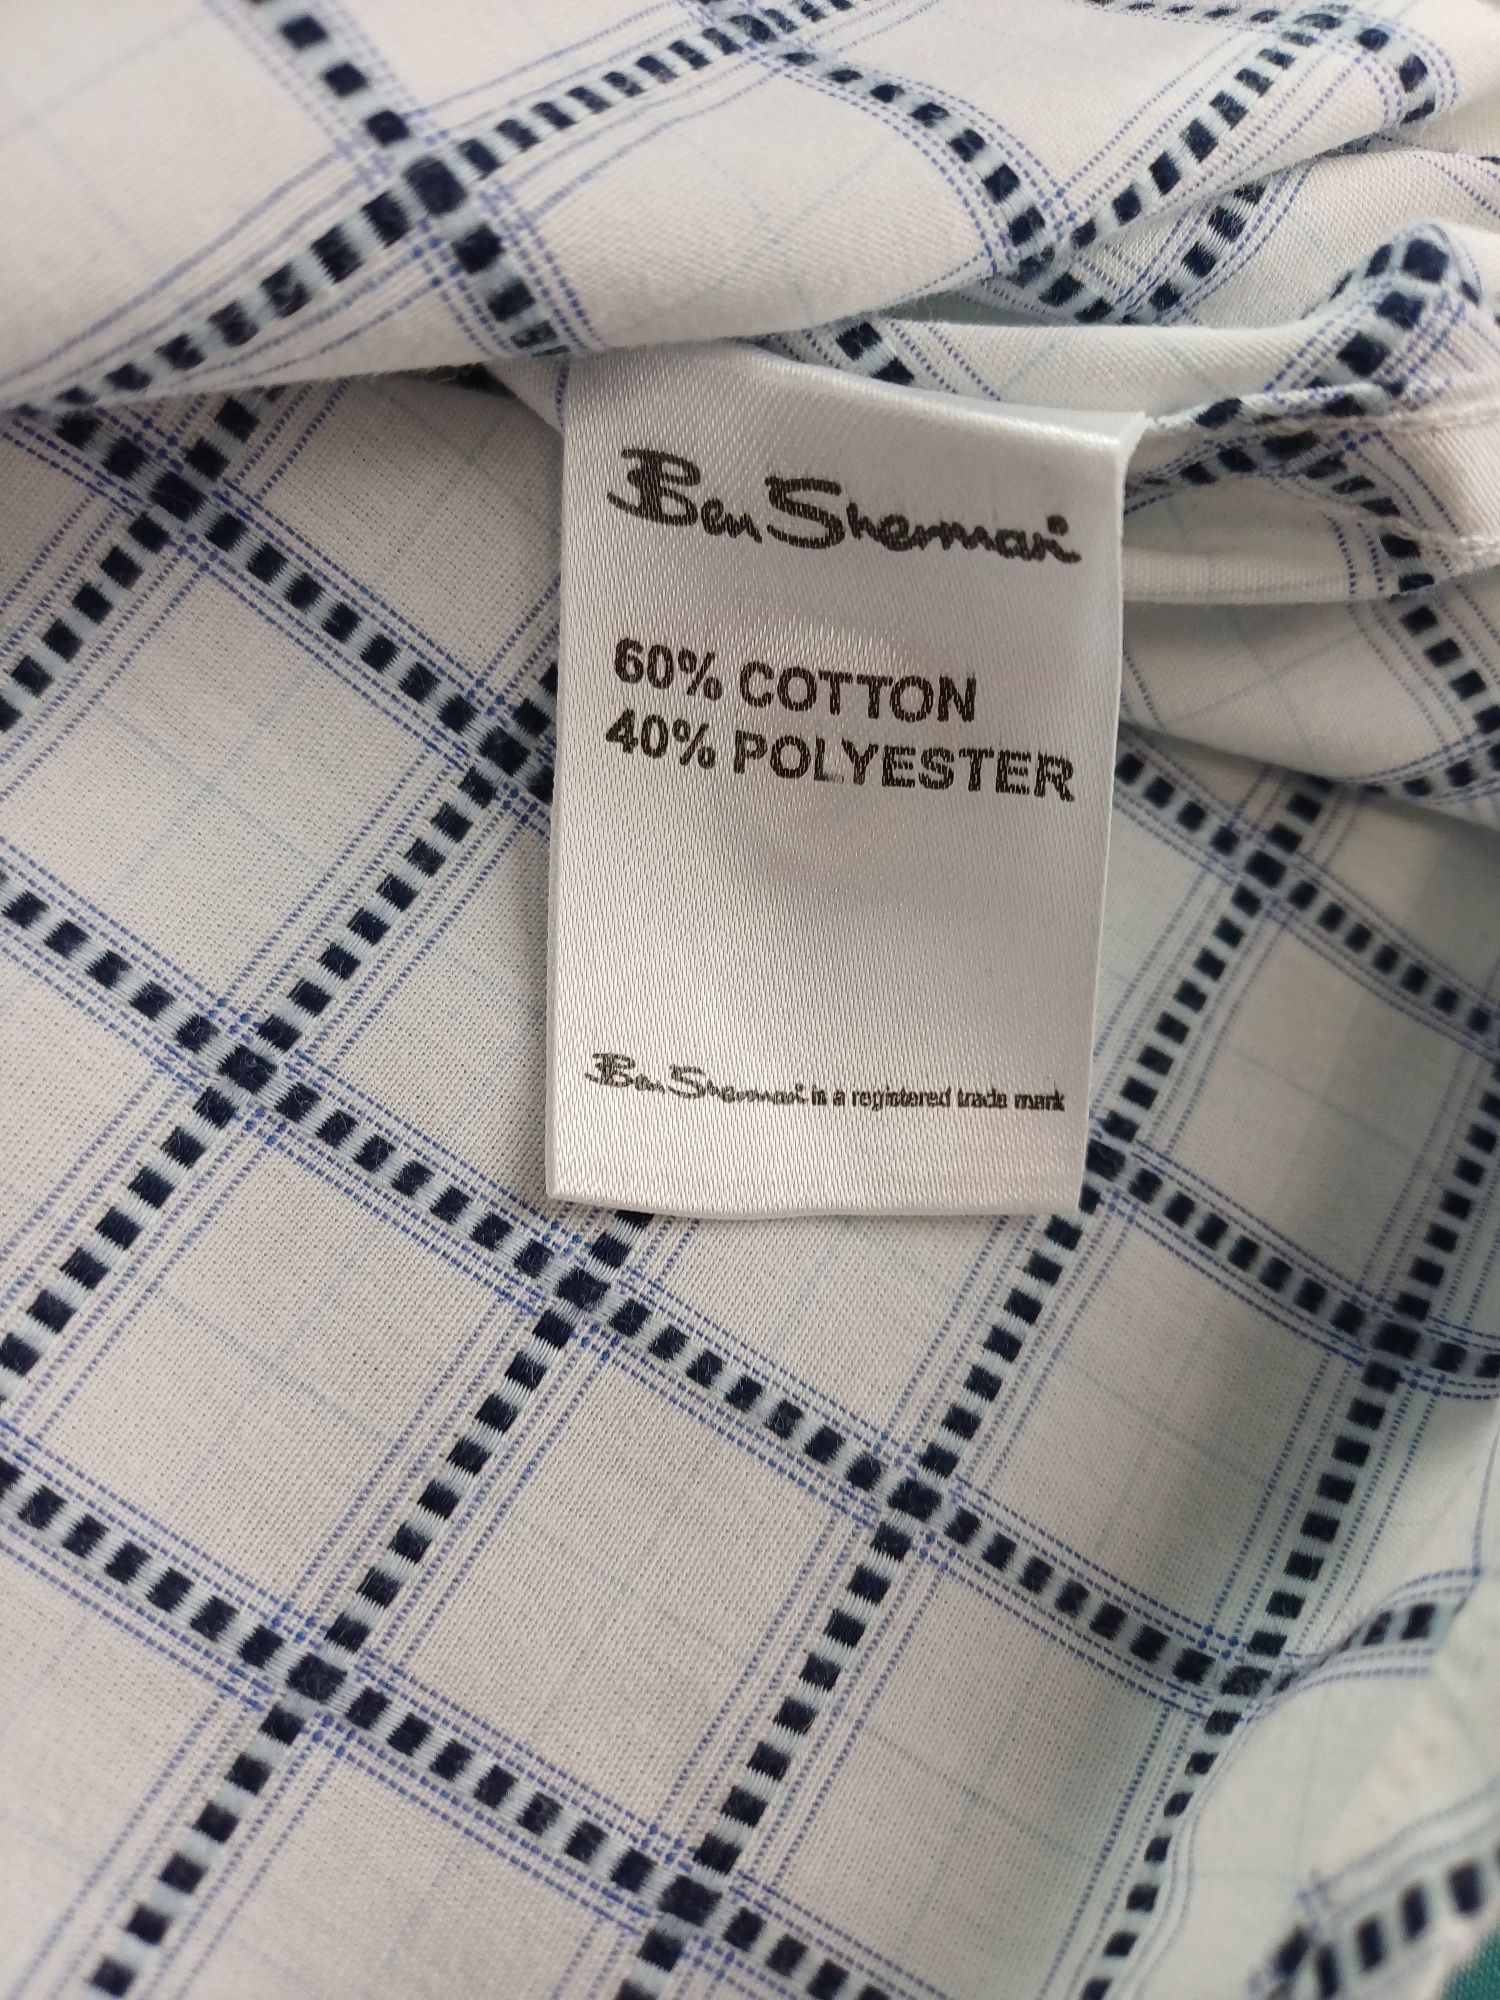 Ben Sherman
60% COTTON
40% POLYESTER
Ben Sherman is a registered trade mark